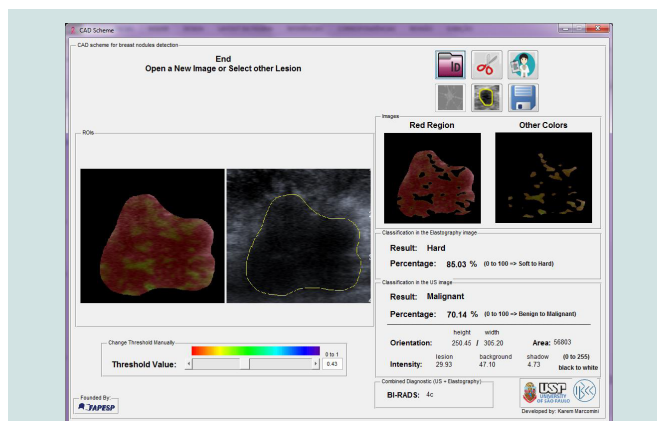 CAD Scheme
CAD scheme for breast nodules detection
End
Open a New Image or Select other Lesion
ID
ROIs
Images
Red Region
Other Colors
Classification in the Elastography image
Result: Hard
Percentage: 85.03 % (0 to 100 => Soft to Hard)
Classification in the US image
Result: Malignant
Percentage: 70.14 % (0 to 100 => Benign to Malignant)
height width
Orientation: 250.45 / 305.20 Area: 56803
lesion background shadow (0 to 255)
Intensity: 29.93 47.10 4.73 black to white
Change Threshold Manually
0 to 1
Threshold Value: 0.43
Combined Diagnostic (US + Elastography)
BI-RADS: 4c
Founded By:
FAPESP
USP
UNIVERSITY
OF SÃO PAULO
Developed by: Karem Marcomini